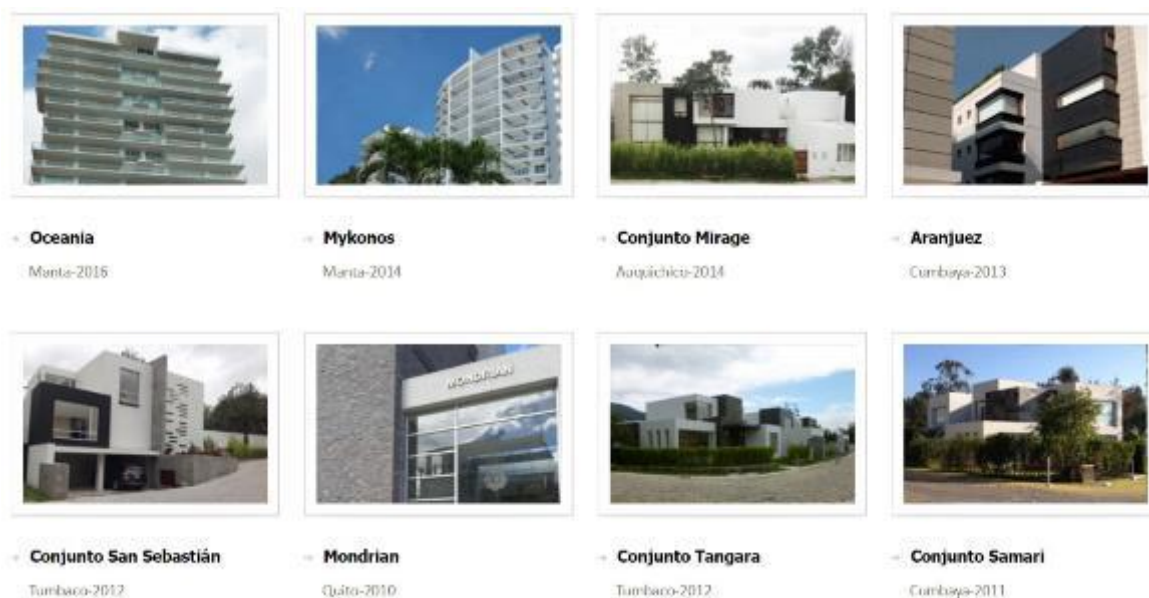 Oceania
Manta-2016
Mykonos
Manta-2014
Conjunto Mirage
Auquichico-2014
Aranjuez
Cumbaya-2013
MONDRIAN
Conjunto San Sebastián
Tumbaco-2012
Mondrian
Quito-2010
Conjunto Tangara
Tumbaco-2012
Conjunto Samari
Cumbaya-2011